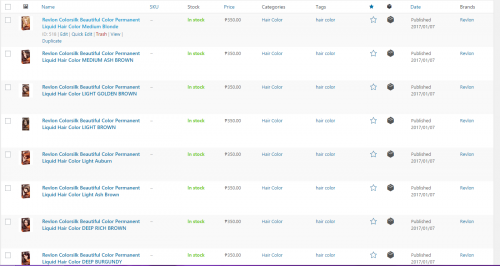 Name SKU Stock Price Categories Tags Date Brands
Revlon Colorsilk Beautiful Color Permanent In stock ₱350.00 Hair Color hair color Published Revlon
Liquid Hair Color Medium Blonde 2017/01/07
Edit | Quick Edit | Trash | View |
Duplicate
Revlon Colorsilk Beautiful Color Permanent – In stock ₱350.00 Hair Color hair color Published Revlon
Liquid Hair Color MEDIUM ASH BROWN 2017/01/07
Revlon Colorsilk Beautiful Color Permanent – In stock ₱350.00 Hair Color hair color Published Revlon
Liquid Hair Color LIGHT GOLDEN BROWN 2017/01/07
Revlon Colorsilk Beautiful Color Permanent – In stock ₱350.00 Hair Color hair color Published Revlon
Liquid Hair Color LIGHT BROWN 2017/01/07
Revlon Colorsilk Beautiful Color Permanent – In stock ₱350.00 Hair Color hair color Published Revlon
Liquid Hair Color Light Auburn 2017/01/07
Revlon Colorsilk Beautiful Color Permanent – In stock ₱350.00 Hair Color hair color Published Revlon
Liquid Hair Color Light Ash Brown 2017/01/07
Revlon Colorsilk Beautiful Color Permanent – In stock ₱350.00 Hair Color hair color Published Revlon
Liquid Hair Color DEEP RICH BROWN 2017/01/07
Revlon Colorsilk Beautiful Color Permanent – In stock ₱350.00 Hair Color hair color Published Revlon
Liquid Hair Color DEEP BURGUNDY 2017/01/07